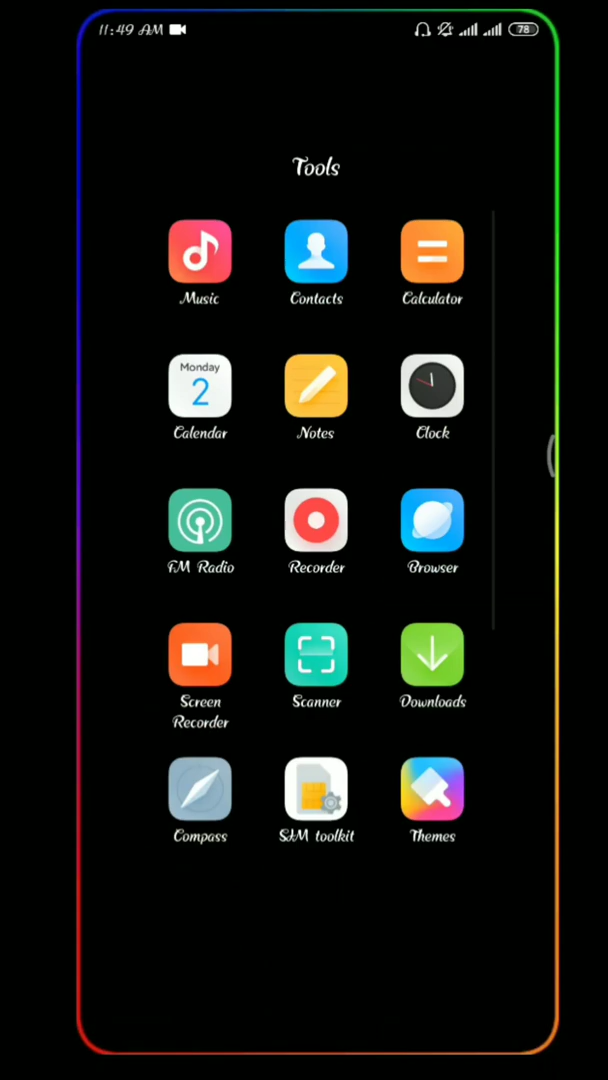 11:49 AM
78
Tools
Music Contacts Calculator
Monday
2
Calendar Notes Clock
FM Radio Recorder Browser
Screen Recorder Scanner Downloads
Compass SIM toolkit Themes